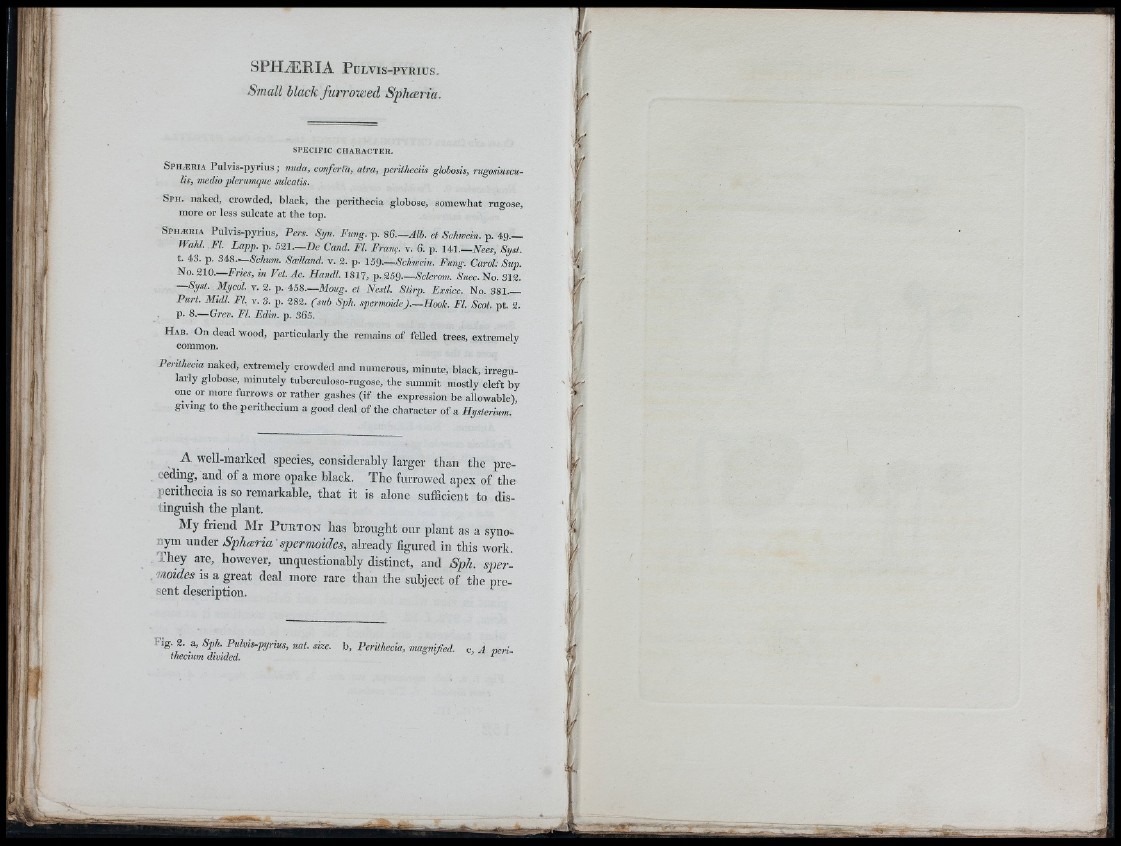 SPHÆRIA PULVIS-PYRIUS.
Small black furrowed Sphæria.
SPECIFIC CHARACTER.
SPHÆRIA Pulvis-pyrius; nuda, conferta, atra, peritheciis globosis, rugosiuscu-
lis, medio plerumque sulcatis.
SPH. naked, crowded, black, the perithecia globose, somewhat rugose,
more or less sulcate at the top.
SPHÆRIA Pulvis-pyrius, Pers. Syn. Fung. p. 86.—Alb. et Schwein. p. 49.—
Wahl. Fl. Lapp. p. 521.—De Cand. Fl. Franç. v. 6. p. 141.—Nees, Syst.
t. 43. p. 348.—Schum. Sælland. v. 2. p. 159.—Schwein. Fung. Carol. Sup.
No. 210.—Fries, in Vet. Ac. Handl. 1817, p. 259.—Sclerom. Suec. No. 312.
—Syst. Mycol. v. 2. p. 458.—Moug. et Nestl. Stirp. Exsicc. No. 381.—
Purt. Midl. Fl. v. 3. p. 282. (sub Sph. spermoide).—Hook. Fl. Scot. pt. 2.
p. 8.—Grev. Fl. Edin. p. 365.
HAB. On dead wood, particularly the remains of felled trees, extremely
common.
Perithecia naked, extremely crowded and numerous, minute, black, irregu-
larly globose, minutely tuberculoso-rugose, the summit mostly cleft by
one or more furrows or rather gashes (if the expression be allowable),
giving to the perithecium a good deal of the character of a Hysterium.
A well-marked species, considerably larger than the pre-
ceding, and of a more opake black. The furrowed apex of the
perithecia is so remarkable, that it is alone sufficient to dis-
tinguish the plant.
My friend Mr PURTON has brought our plant as a syno-
nym under Sphæria spermoides, already figured in this work.
They are, however, unquestionably distinct, and Sph. sper-
moides is a great deal more rare than the subject of the pre-
sent description.
Fig. 2. a, Sph. Pulvis-pyrius, nat. size. b, Perithecia, magnified. c, A peri-
thecium divided.